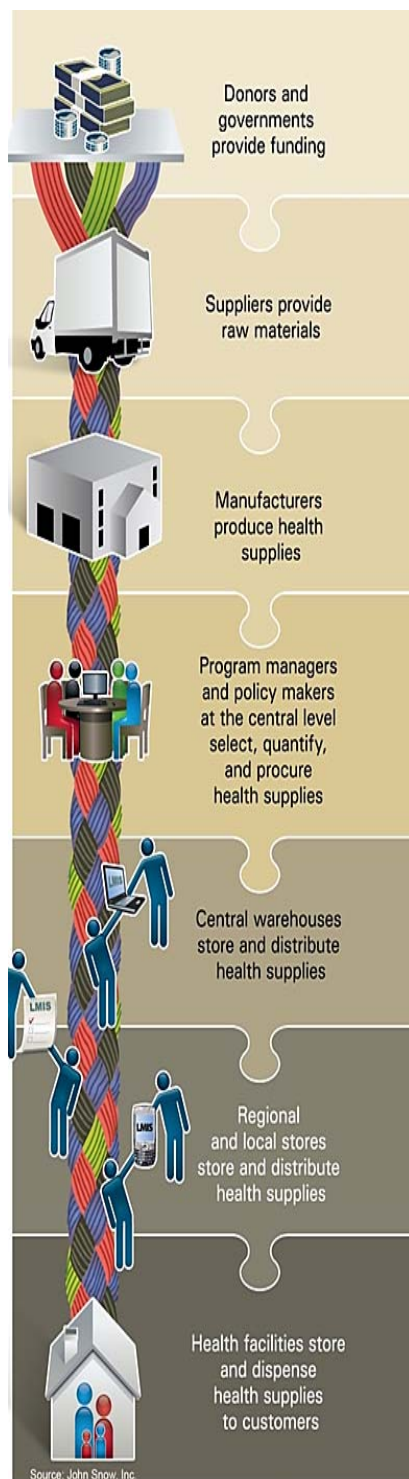 Donors and
governments
provide funding
Suppliers provide
raw materials
Manufacturers
produce health
supplies
Program managers
and policy makers
at the central level
select, quantify,
and procure
health supplies
LMIS
Central warehouses
store and distribute
health supplies
LMIS
LMIS
Regional
and local stores
store and distribute
health supplies
Health facilities store
and dispense
health supplies
to customers
Source: John Snow, Inc.